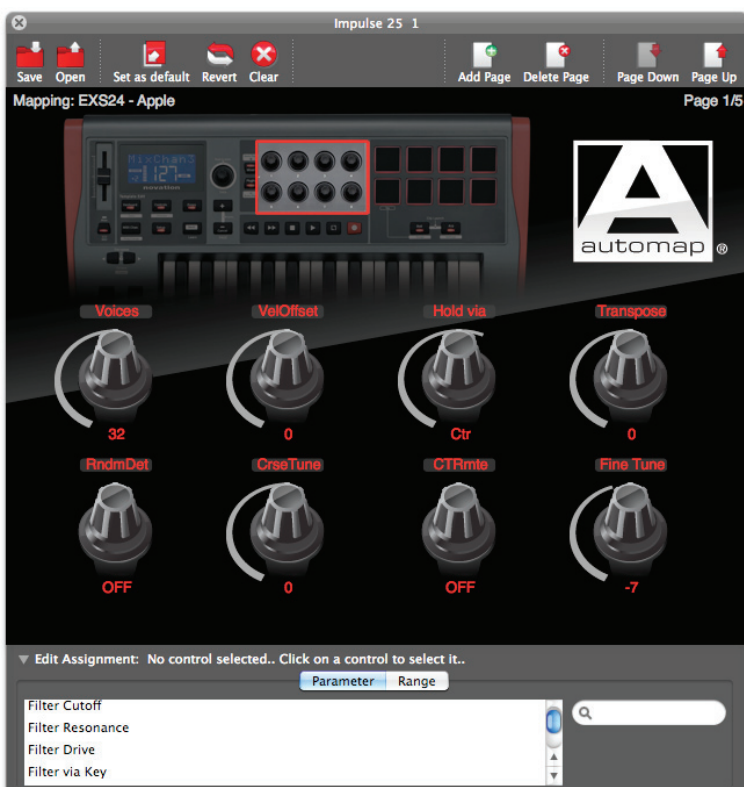 Impulse 25 1
Save Open Set as default Revert Clear Add Page Delete Page Page Down Page Up
Mapping: EXS24 - Apple Page 1/5
MixChan3
127
novation
A
automap ®
Voices VelOffset Hold via Transpose
32 0 Ctr 0
RndmDet CrseTune CTRmte Fine Tune
OFF 0 OFF -7
Edit Assignment: No control selected.. Click on a control to select it..
Parameter Range
Filter Cutoff
Filter Resonance
Filter Drive
Filter via Key